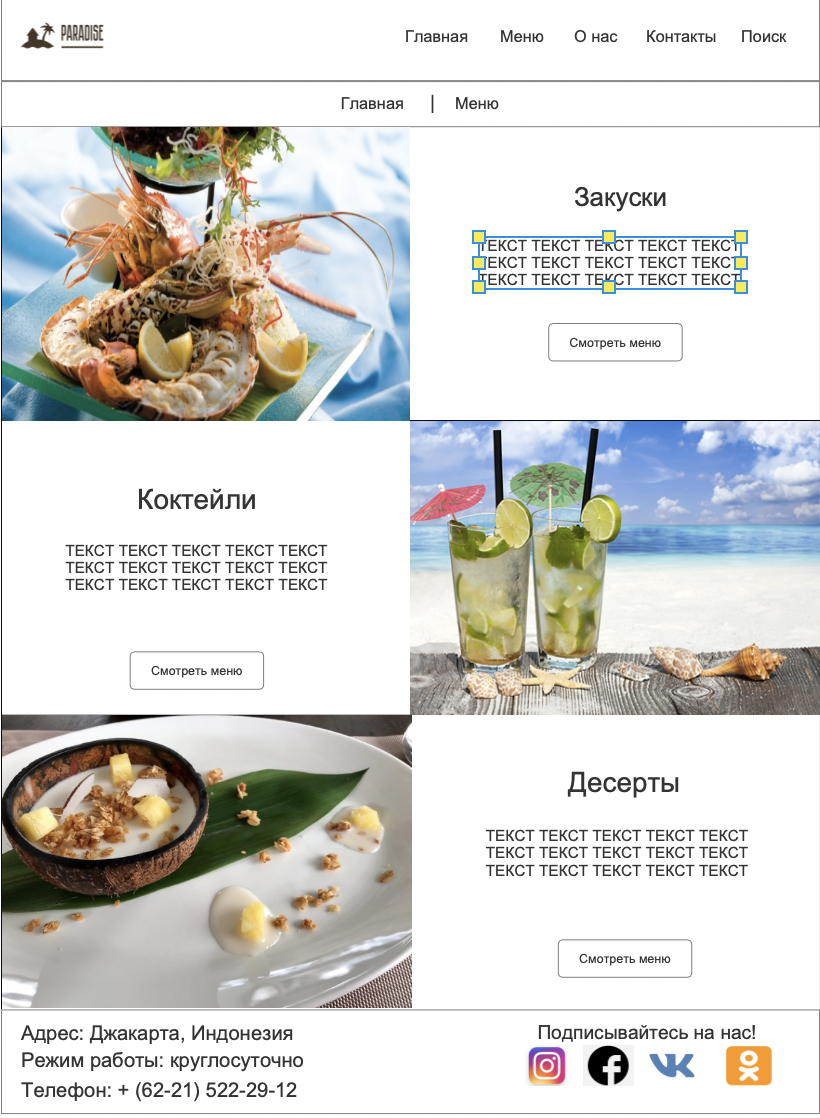 PARADISE
Главная Меню О нас Контакты Поиск
Главная | Меню
Закуски
ТЕКСТ ТЕКСТ ТЕКСТ ТЕКСТ ТЕКСТ
ТЕКСТ ТЕКСТ ТЕКСТ ТЕКСТ ТЕКСТ
ТЕКСТ ТЕКСТ ТЕКСТ ТЕКСТ ТЕКСТ
Смотреть меню
Коктейли
ТЕКСТ ТЕКСТ ТЕКСТ ТЕКСТ ТЕКСТ
ТЕКСТ ТЕКСТ ТЕКСТ ТЕКСТ ТЕКСТ
ТЕКСТ ТЕКСТ ТЕКСТ ТЕКСТ ТЕКСТ
Смотреть меню
Десерты
ТЕКСТ ТЕКСТ ТЕКСТ ТЕКСТ ТЕКСТ
ТЕКСТ ТЕКСТ ТЕКСТ ТЕКСТ ТЕКСТ
ТЕКСТ ТЕКСТ ТЕКСТ ТЕКСТ ТЕКСТ
Смотреть меню
Адрес: Джакарта, Индонезия
Режим работы: круглосуточно
Телефон: + (62-21) 522-29-12
Подписывайтесь на нас!